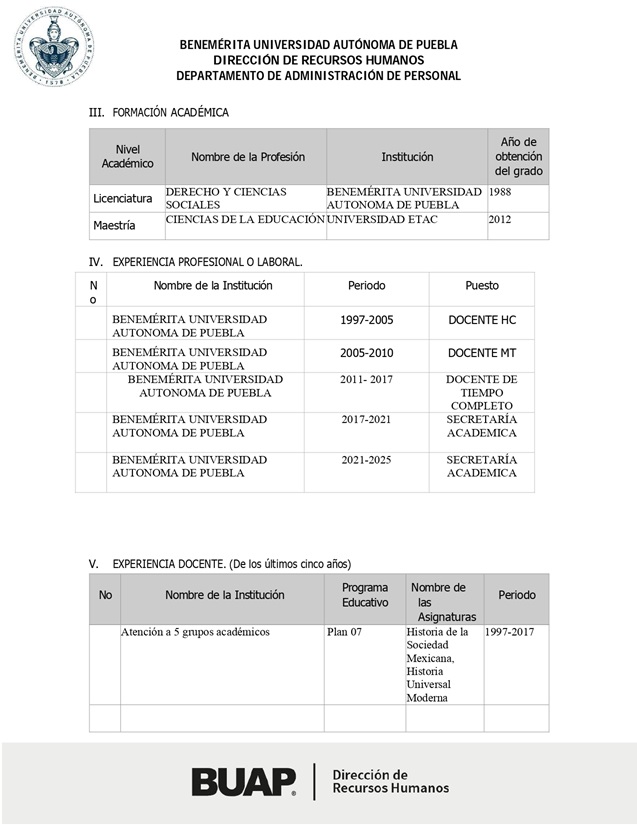 BENEMÉRITA UNIVERSIDAD AUTÓNOMA DE PUEBLA
DIRECCIÓN DE RECURSOS HUMANOS
DEPARTAMENTO DE ADMINISTRACIÓN DE PERSONAL
BENEMÉRITA UNIVERSIDAD AUTÓNOMA DE PUEBLA
III. FORMACIÓN ACADÉMICA
Nivel Académico
Nombre de la Profesión
Institución
Año de obtención del grado
Licenciatura
DERECHO Y CIENCIAS SOCIALES
BENEMÉRITA UNIVERSIDAD AUTONOMA DE PUEBLA
1988
Maestría
CIENCIAS DE LA EDUCACIÓN
UNIVERSIDAD ETAC
2012
IV. EXPERIENCIA PROFESIONAL O LABORAL.
N
o
Nombre de la Institución
Periodo
Puesto
BENEMÉRITA UNIVERSIDAD
AUTONOMA DE PUEBLA
1997-2005
DOCENTE HC
BENEMÉRITA UNIVERSIDAD
AUTONOMA DE PUEBLA
2005-2010
DOCENTE MT
BENEMÉRITA UNIVERSIDAD
AUTONOMA DE PUEBLA
2011- 2017
DOCENTE DE
TIEMPO
COMPLETO
BENEMÉRITA UNIVERSIDAD
AUTONOMA DE PUEBLA
2017-2021
SECRETARÍA
ACADEMICA
BENEMÉRITA UNIVERSIDAD
AUTONOMA DE PUEBLA
2021-2025
SECRETARÍA
ACADEMICA
V. EXPERIENCIA DOCENTE. (De los últimos cinco años)
No
Nombre de la Institución
Programa
Educativo
Nombre de
las
Asignaturas
Periodo
Atención a 5 grupos académicos
Plan 07
Historia de la
Sociedad
Mexicana,
Historia
Universal
Moderna
1997-2017
BUAP®
Dirección de
Recursos Humanos